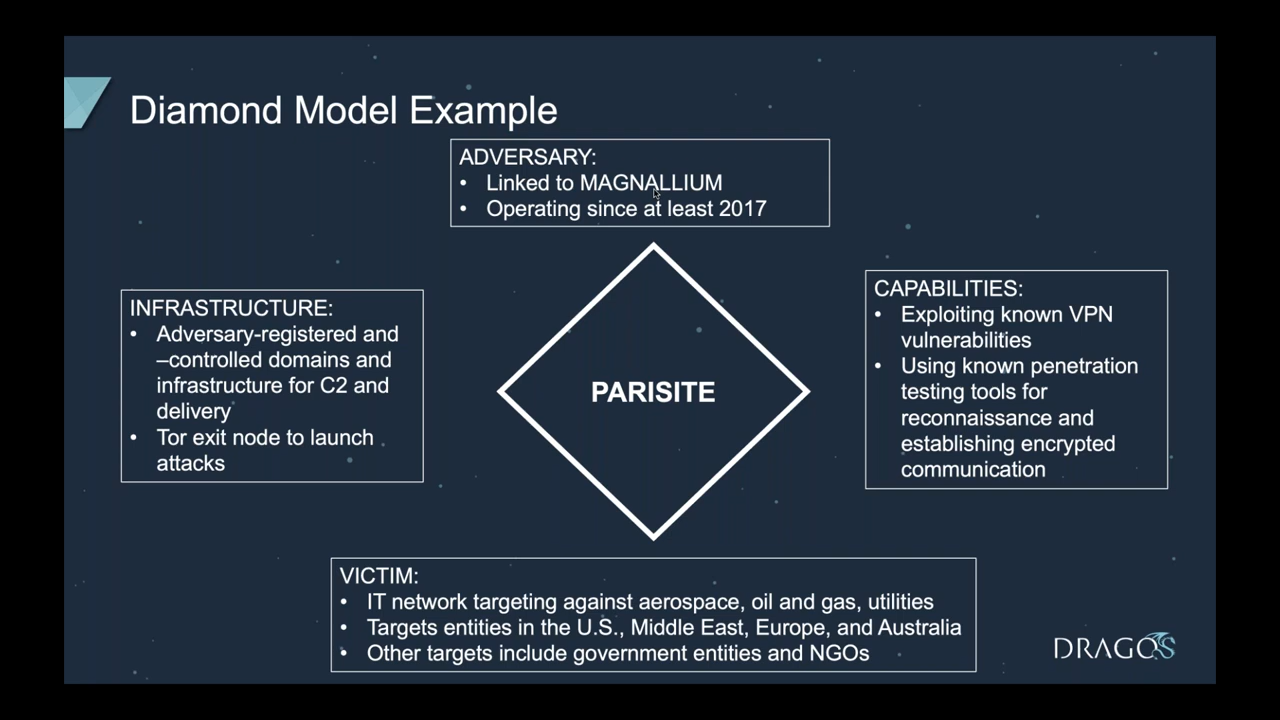 Diamond Model Example
ADVERSARY:
• Linked to MAGNALLIUM
• Operating since at least 2017
INFRASTRUCTURE:
• Adversary-registered and
–controlled domains and
infrastructure for C2 and
delivery
• Tor exit node to launch
attacks
PARISITE
CAPABILITIES:
• Exploiting known VPN
vulnerabilities
• Using known penetration
testing tools for
reconnaissance and
establishing encrypted
communication
VICTIM:
• IT network targeting against aerospace, oil and gas, utilities
• Targets entities in the U.S., Middle East, Europe, and Australia
• Other targets include government entities and NGOs
DRAGOS